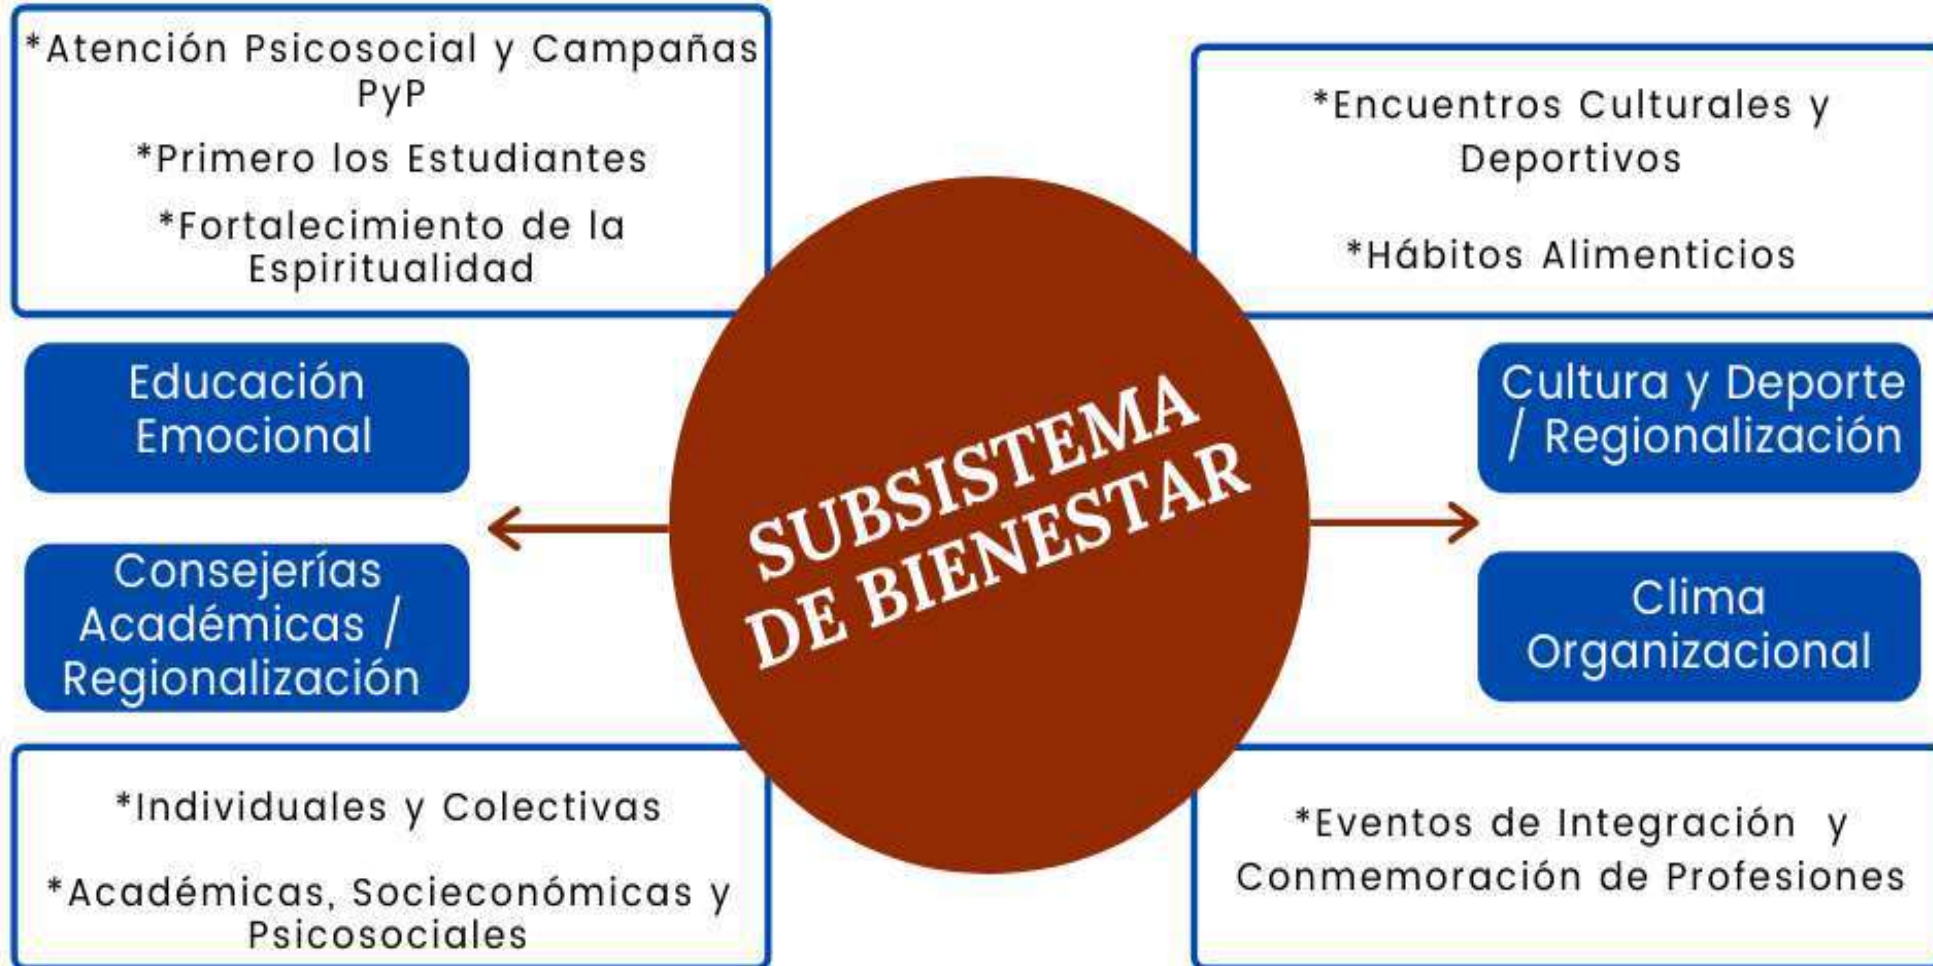 *Atención Psicosocial y Campañas
PyP
*Primero los Estudiantes
*Fortalecimiento de la
Espiritualidad
*Encuentros Culturales y
Deportivos
*Hábitos Alimenticios
Educación
Emocional
Consejerías
Académicas /
Regionalización
SUBSISTEMA
DE BIENESTAR
Cultura y Deporte
/ Regionalización
Clima
Organizacional
*Individuales y Colectivas
*Académicas, Socieconómicas y
Psicosociales
*Eventos de Integración y
Conmemoración de Profesiones